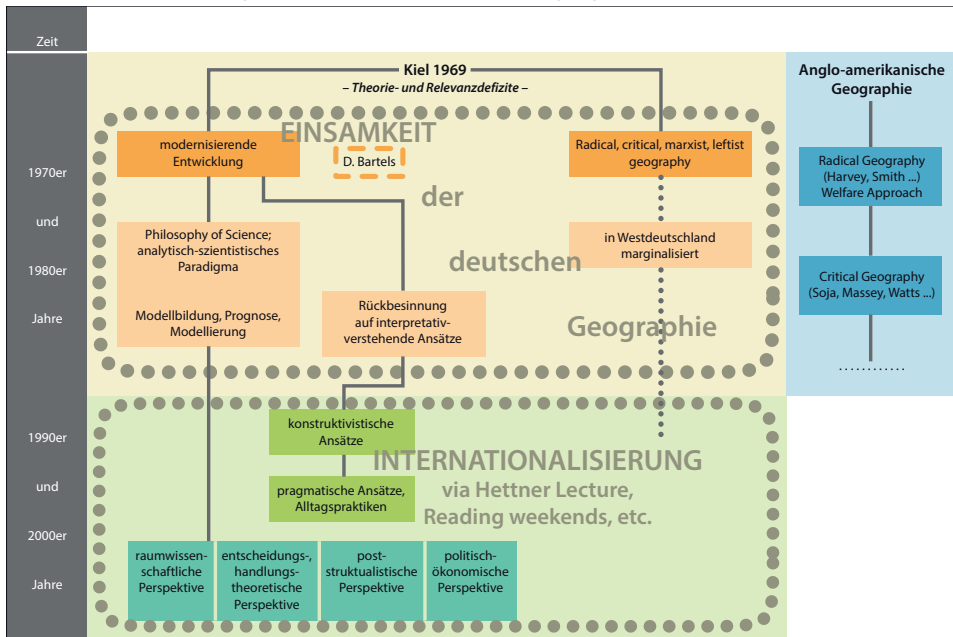 Zeit
1970er
und
1980er
Jahre
1990er
und
2000er
Jahre
Kiel 1969
– Theorie- und Relevanzdefizite –
EINSAMKEIT
der
deutschen
Geographie
modernisierende
Entwicklung
D. Bartels
Radical, critical, marxist, leftist
geography
Philosophy of Science;
analytisch-szientistisches
Paradigma
Modellbildung, Prognose,
Modellierung
Rückbesinnung
auf interpretativ-
verstehende Ansätze
in Westdeutschland
marginalisiert
Anglo-amerikanische
Geographie
Radical Geography
(Harvey, Smith ...)
Welfare Approach
Critical Geography
(Soja, Massey, Watts ...)
............
konstruktivistische
Ansätze
pragmatische Ansätze,
Alltagspraktiken
INTERNATIONALISIERUNG
via Hettner Lecture,
Reading weekends, etc.
raumwissen-
schaftliche
Perspektive
entscheidungs-,
handlungs-
theoretische
Perspektive
post-
struktualistische
Perspektive
politisch-
ökonomische
Perspektive